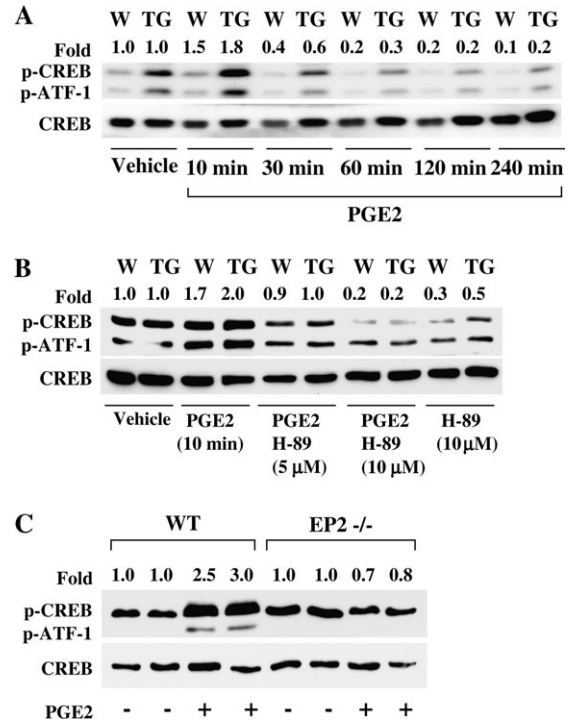 A
W TG W TG W TG W TG W TG W TG
Fold 1.0 1.0 1.5 1.8 0.4 0.6 0.2 0.3 0.2 0.2 0.1 0.2
p-CREB
p-ATF-1
CREB
Vehicle 10 min 30 min 60 min 120 min 240 min
PGE2
B
W TG W TG W TG W TG W TG
Fold 1.0 1.0 1.7 2.0 0.9 1.0 0.2 0.2 0.3 0.5
p-CREB
p-ATF-1
CREB
Vehicle PGE2 PGE2 PGE2 H-89
(10 min) H-89 H-89 (10μM)
(5 μM) (10 μM)
C
WT EP2 -/-
Fold 1.0 1.0 2.5 3.0 1.0 1.0 0.7 0.8
p-CREB
p-ATF-1
CREB
PGE2 - - + + - - + +